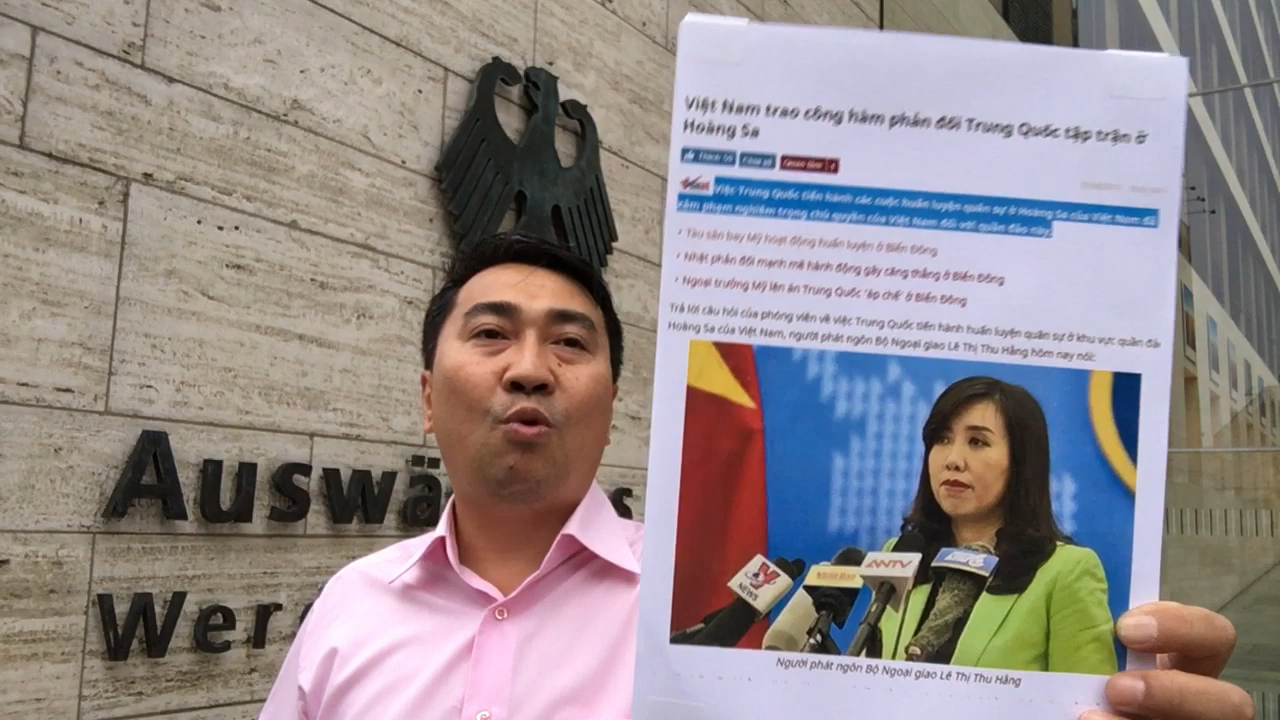 Việt Nam trao công hàm phản đối Trung Quốc tập trận ở
Hoàng Sa
Việc Trung Quốc tiến hành các cuộc huấn luyện quân sự ở Hoàng Sa của Việt Nam đã
xâm phạm nghiêm trọng chủ quyền của Việt Nam đối với quần đảo này.
Tàu sân bay Mỹ hoạt động huấn luyện ở Biển Đông
Nhật phản đối mạnh mẽ hành động gây căng thẳng ở Biển Đông
Ngoại trưởng Mỹ lên án Trung Quốc 'áp chế' ở Biển Đông
Trả lời câu hỏi của phóng viên về việc Trung Quốc tiến hành huấn luyện quân sự ở khu vực quần đảo
Hoàng Sa của Việt Nam, người phát ngôn Bộ Ngoại giao Lê Thị Thu Hằng hôm nay nói:
V NEWS
ANTV
Người phát ngôn Bộ Ngoại giao Lê Thị Thu Hằng
Auswä s
Wer